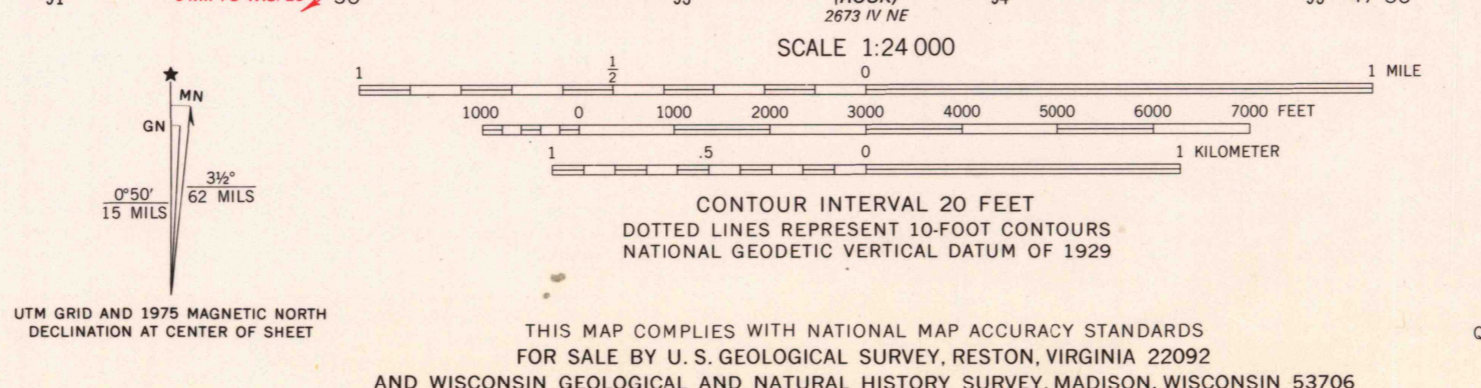 2673 IV NE
94
SCALE 1:24 000
1 1/2 0 1 MILE
1000 0 1000 2000 3000 4000 5000 6000 7000 FEET
1 .5 0 1 KILOMETER
CONTOUR INTERVAL 20 FEET
DOTTED LINES REPRESENT 10-FOOT CONTOURS
NATIONAL GEODETIC VERTICAL DATUM OF 1929
★
MN
GN
0°50′
15 MILS
3½°
62 MILS
UTM GRID AND 1975 MAGNETIC NORTH
DECLINATION AT CENTER OF SHEET
THIS MAP COMPLIES WITH NATIONAL MAP ACCURACY STANDARDS
FOR SALE BY U. S. GEOLOGICAL SURVEY, RESTON, VIRGINIA 22092
AND WISCONSIN GEOLOGICAL AND NATURAL HISTORY SURVEY, MADISON, WISCONSIN 53706